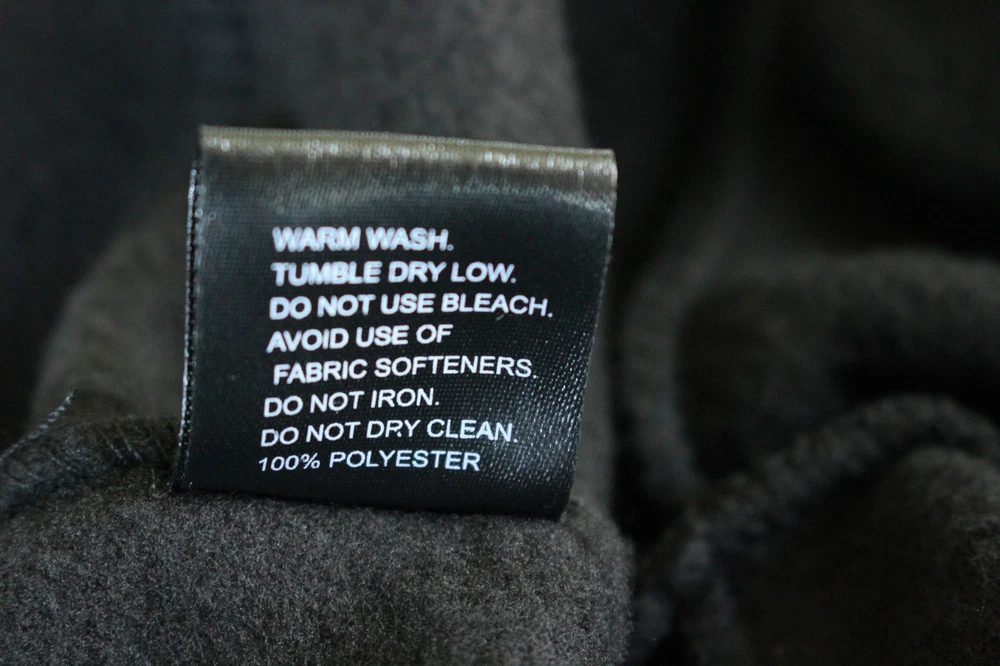 WARM WASH.
TUMBLE DRY LOW.
DO NOT USE BLEACH.
AVOID USE OF
FABRIC SOFTENERS.
DO NOT IRON.
DO NOT DRY CLEAN.
100% POLYESTER